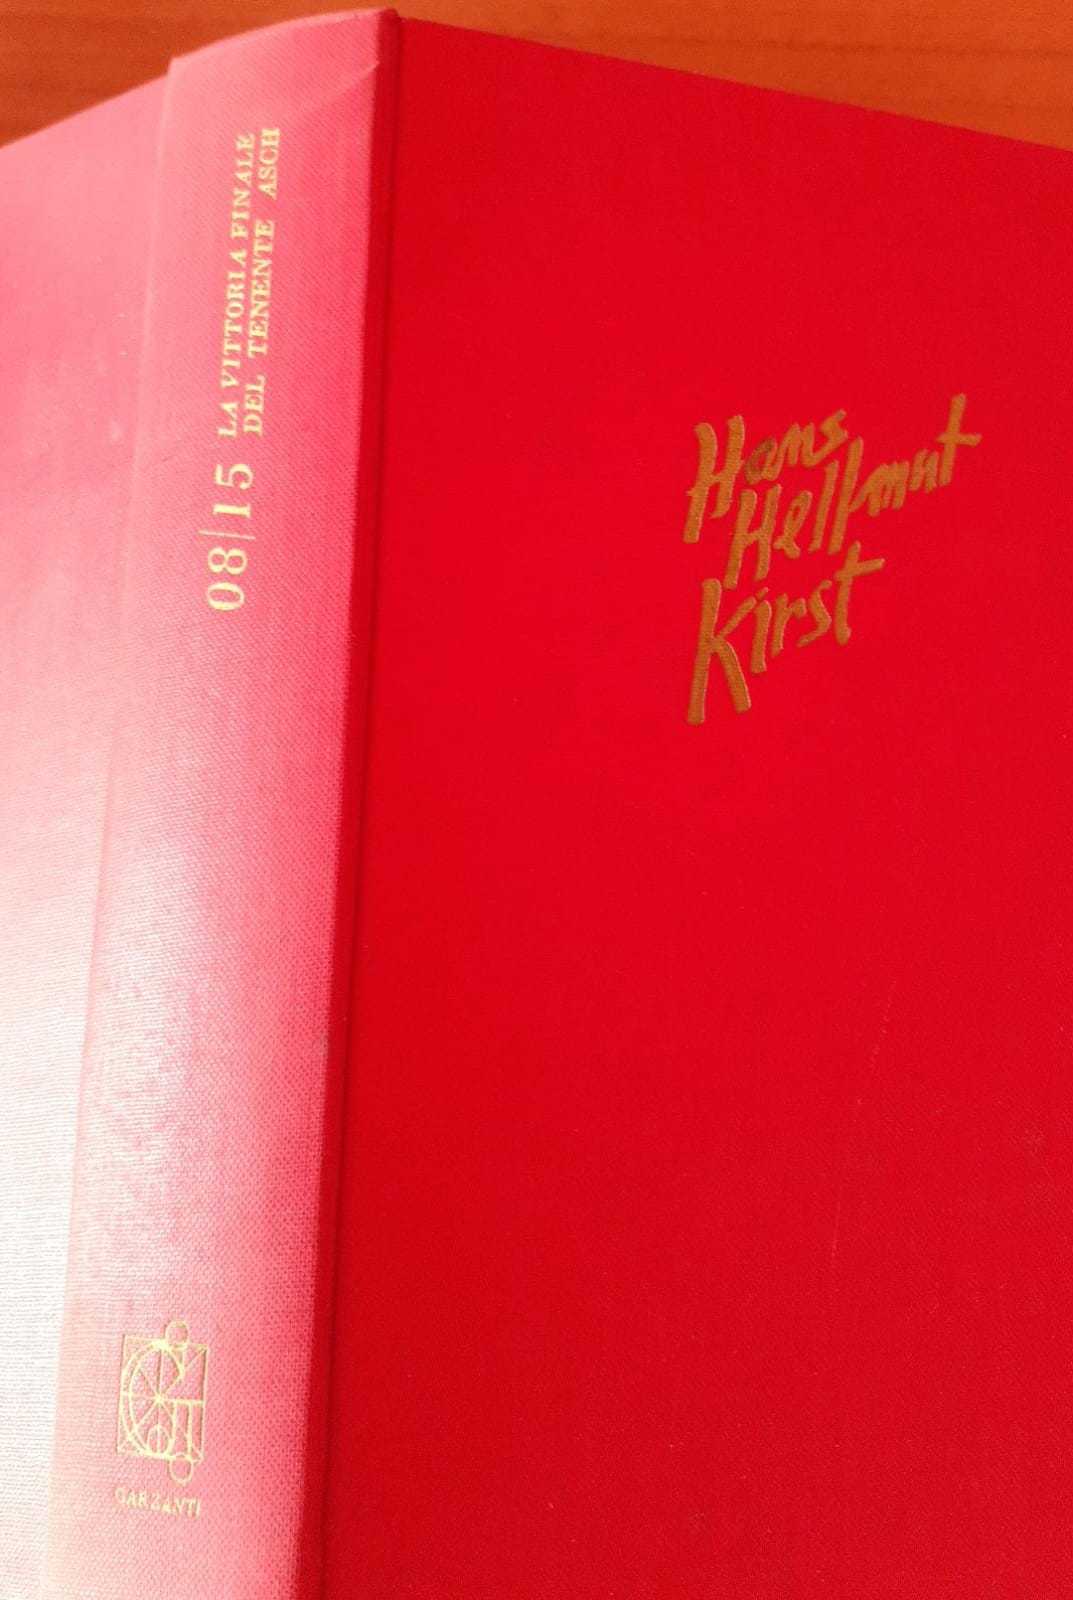 08|15 LA VITTORIA FINALE
DEL TENENTE ASCH
GARZANTI
Hans
Hellmut
Kirst